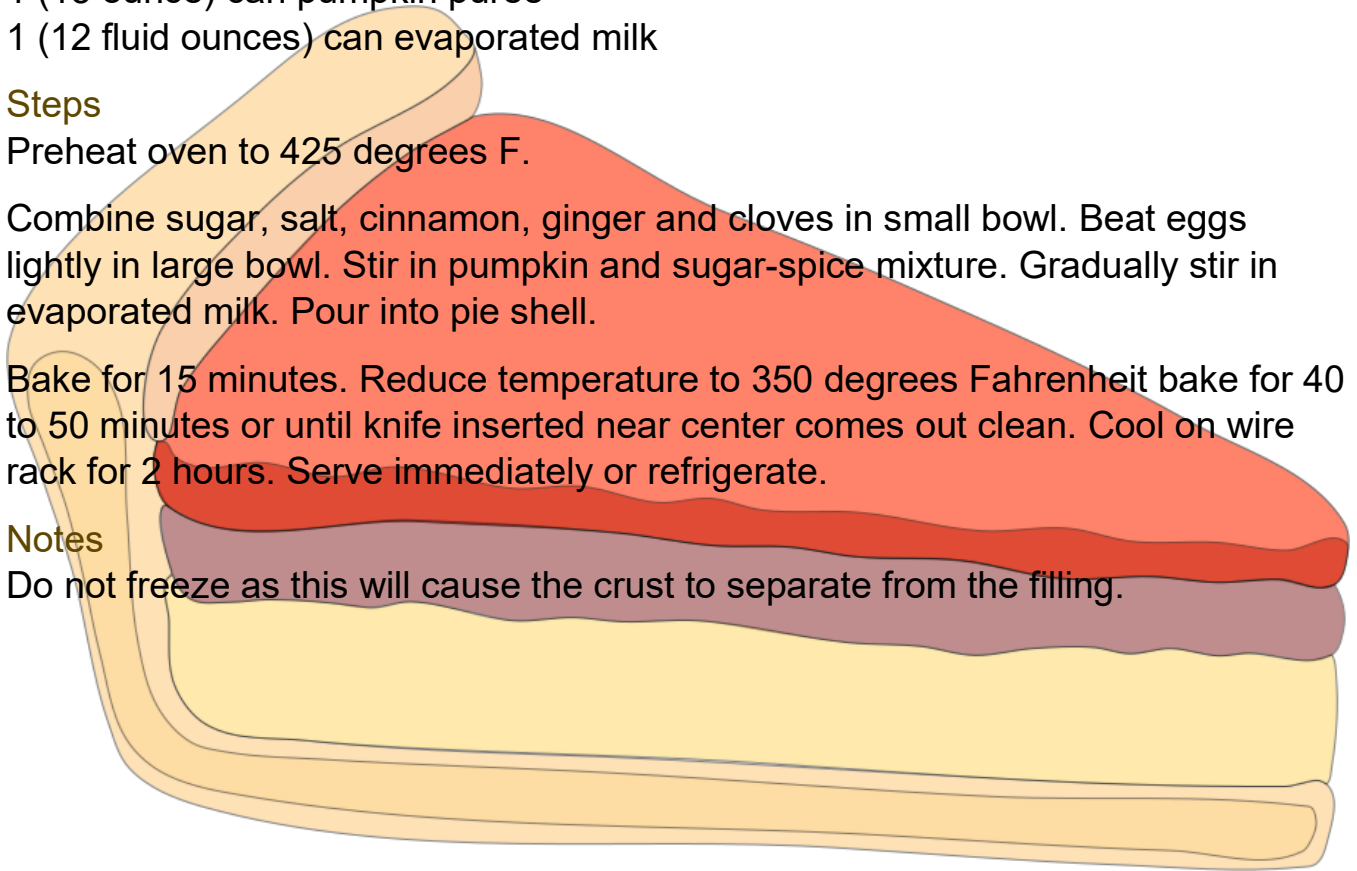 1 (12 fluid ounces) can evaporated milk
Steps
Preheat oven to 425 degrees F.
Combine sugar, salt, cinnamon, ginger and cloves in small bowl. Beat eggs
lightly in large bowl. Stir in pumpkin and sugar-spice mixture. Gradually stir in
evaporated milk. Pour into pie shell.
Bake for 15 minutes. Reduce temperature to 350 degrees Fahrenheit bake for 40
to 50 minutes or until knife inserted near center comes out clean. Cool on wire
rack for 2 hours. Serve immediately or refrigerate.
Notes
Do not freeze as this will cause the crust to separate from the filling.